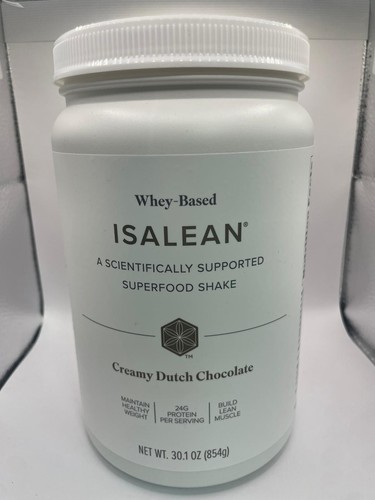 Whey-Based
ISALEAN®
A SCIENTIFICALLY SUPPORTED
SUPERFOOD SHAKE
TM
Creamy Dutch Chocolate
MAINTAIN
HEALTHY
WEIGHT
24G
PROTEIN
PER SERVING
BUILD
LEAN
MUSCLE
NET WT. 30.1 OZ (854g)